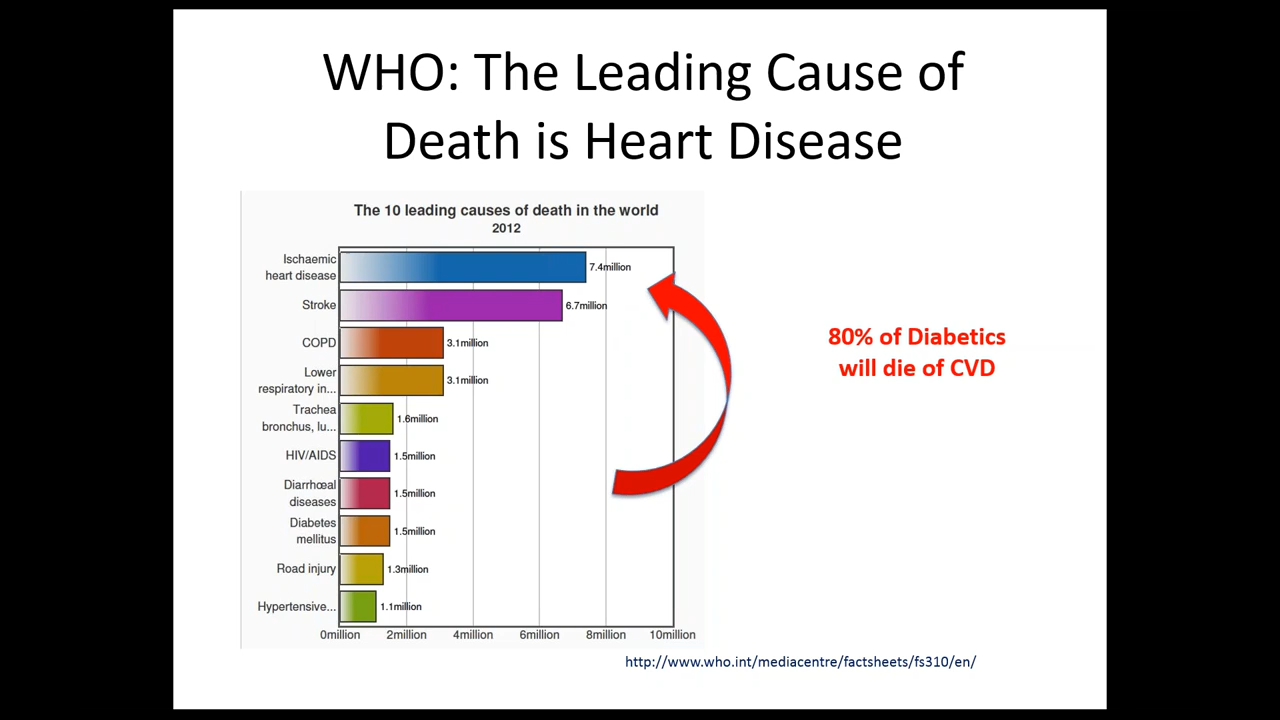 WHO: The Leading Cause of
Death is Heart Disease
The 10 leading causes of death in the world
2012
Ischaemic
heart disease
7.4million
Stroke
6.7million
COPD
3.1million
Lower
respiratory in...
3.1million
Trachea
bronchus, lu...
1.6million
HIV/AIDS
1.5million
Diarrhœal
diseases
1.5million
Diabetes
mellitus
1.5million
Road injury
1.3million
Hypertensive...
1.1million
0million 2million 4million 6million 8million 10million
80% of Diabetics
will die of CVD
http://www.who.int/mediacentre/factsheets/fs310/en/